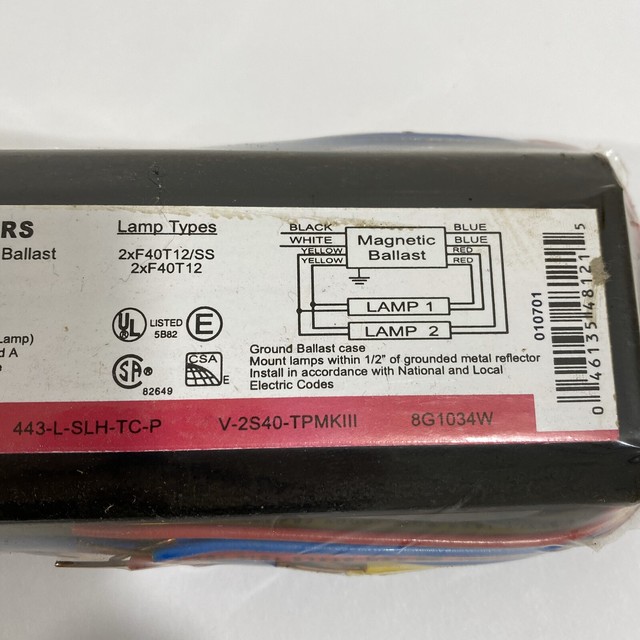 RS
Ballast
Lamp)
d A
e
Lamp Types
2xF40T12/SS
2xF40T12
UL LISTED
5B82
E
SA
82649
CSA
E
BLACK
WHITE
YELLOW
YELLOW
Magnetic
Ballast
BLUE
BLUE
RED
RED
LAMP 1
LAMP 2
Ground Ballast case
Mount lamps within 1/2" of grounded metal reflector
Install in accordance with National and Local
Electric Codes
010701
0 46135 48121 5
443-L-SLH-TC-P V-2S40-TPMKIII 8G1034W